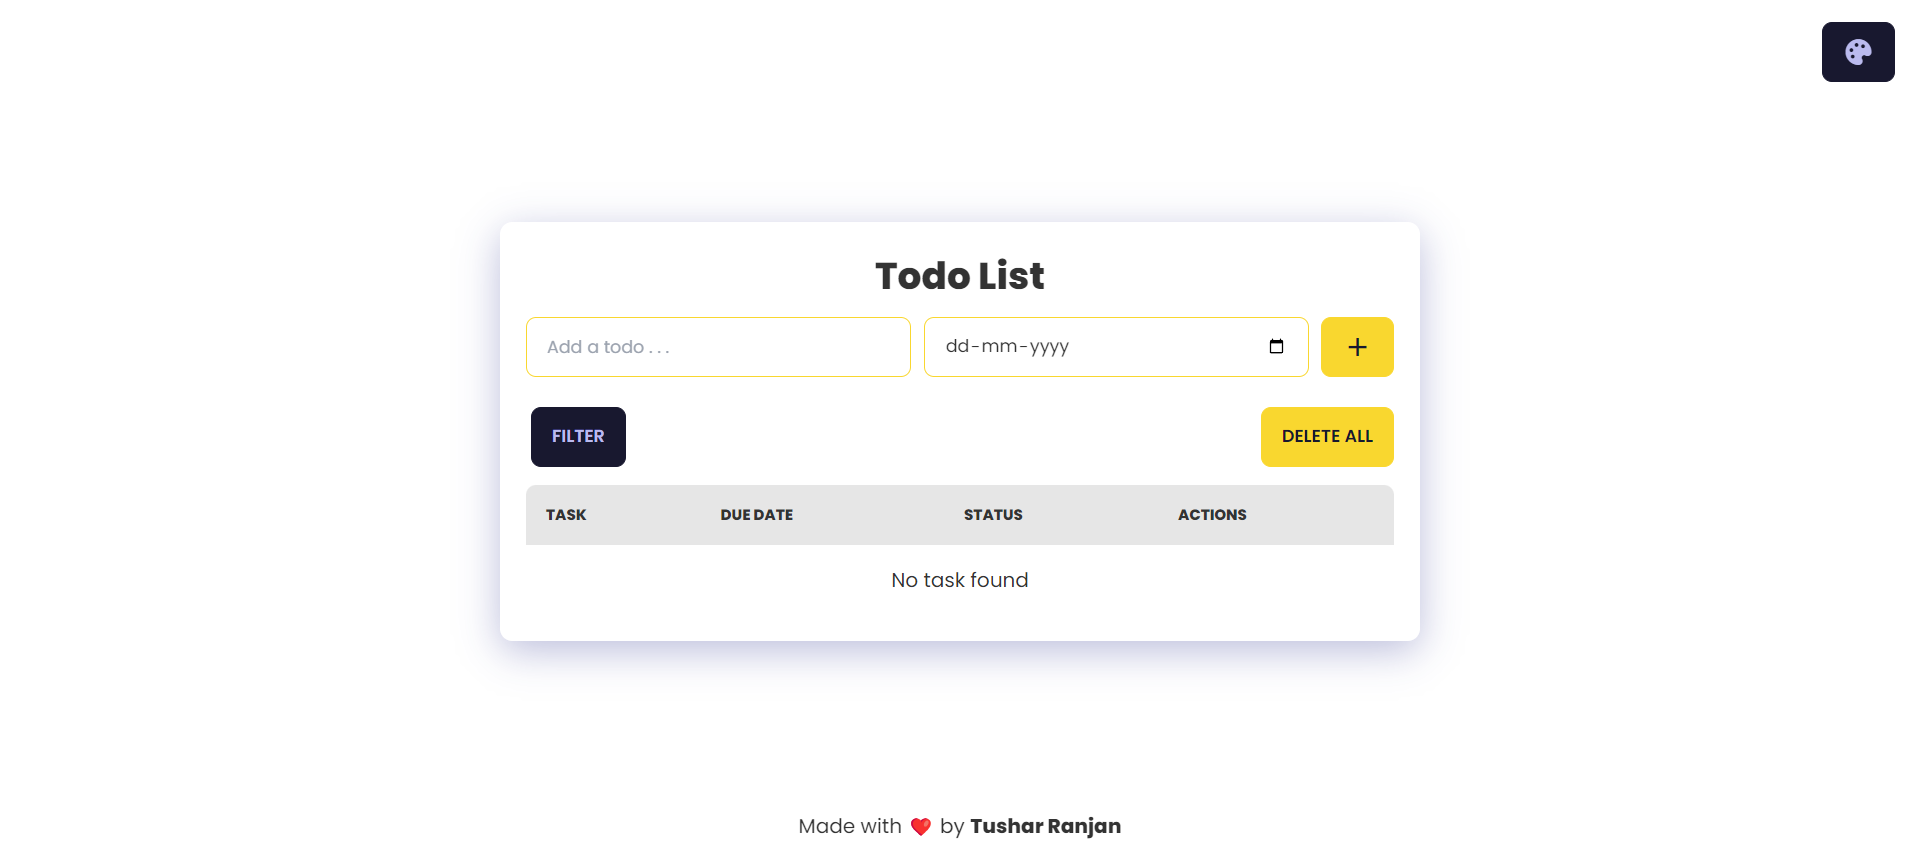 Todo List
Add a todo . . .
dd-mm-yyyy
FILTER
DELETE ALL
TASK DUE DATE STATUS ACTIONS
No task found
Made with ❤️ by Tushar Ranjan